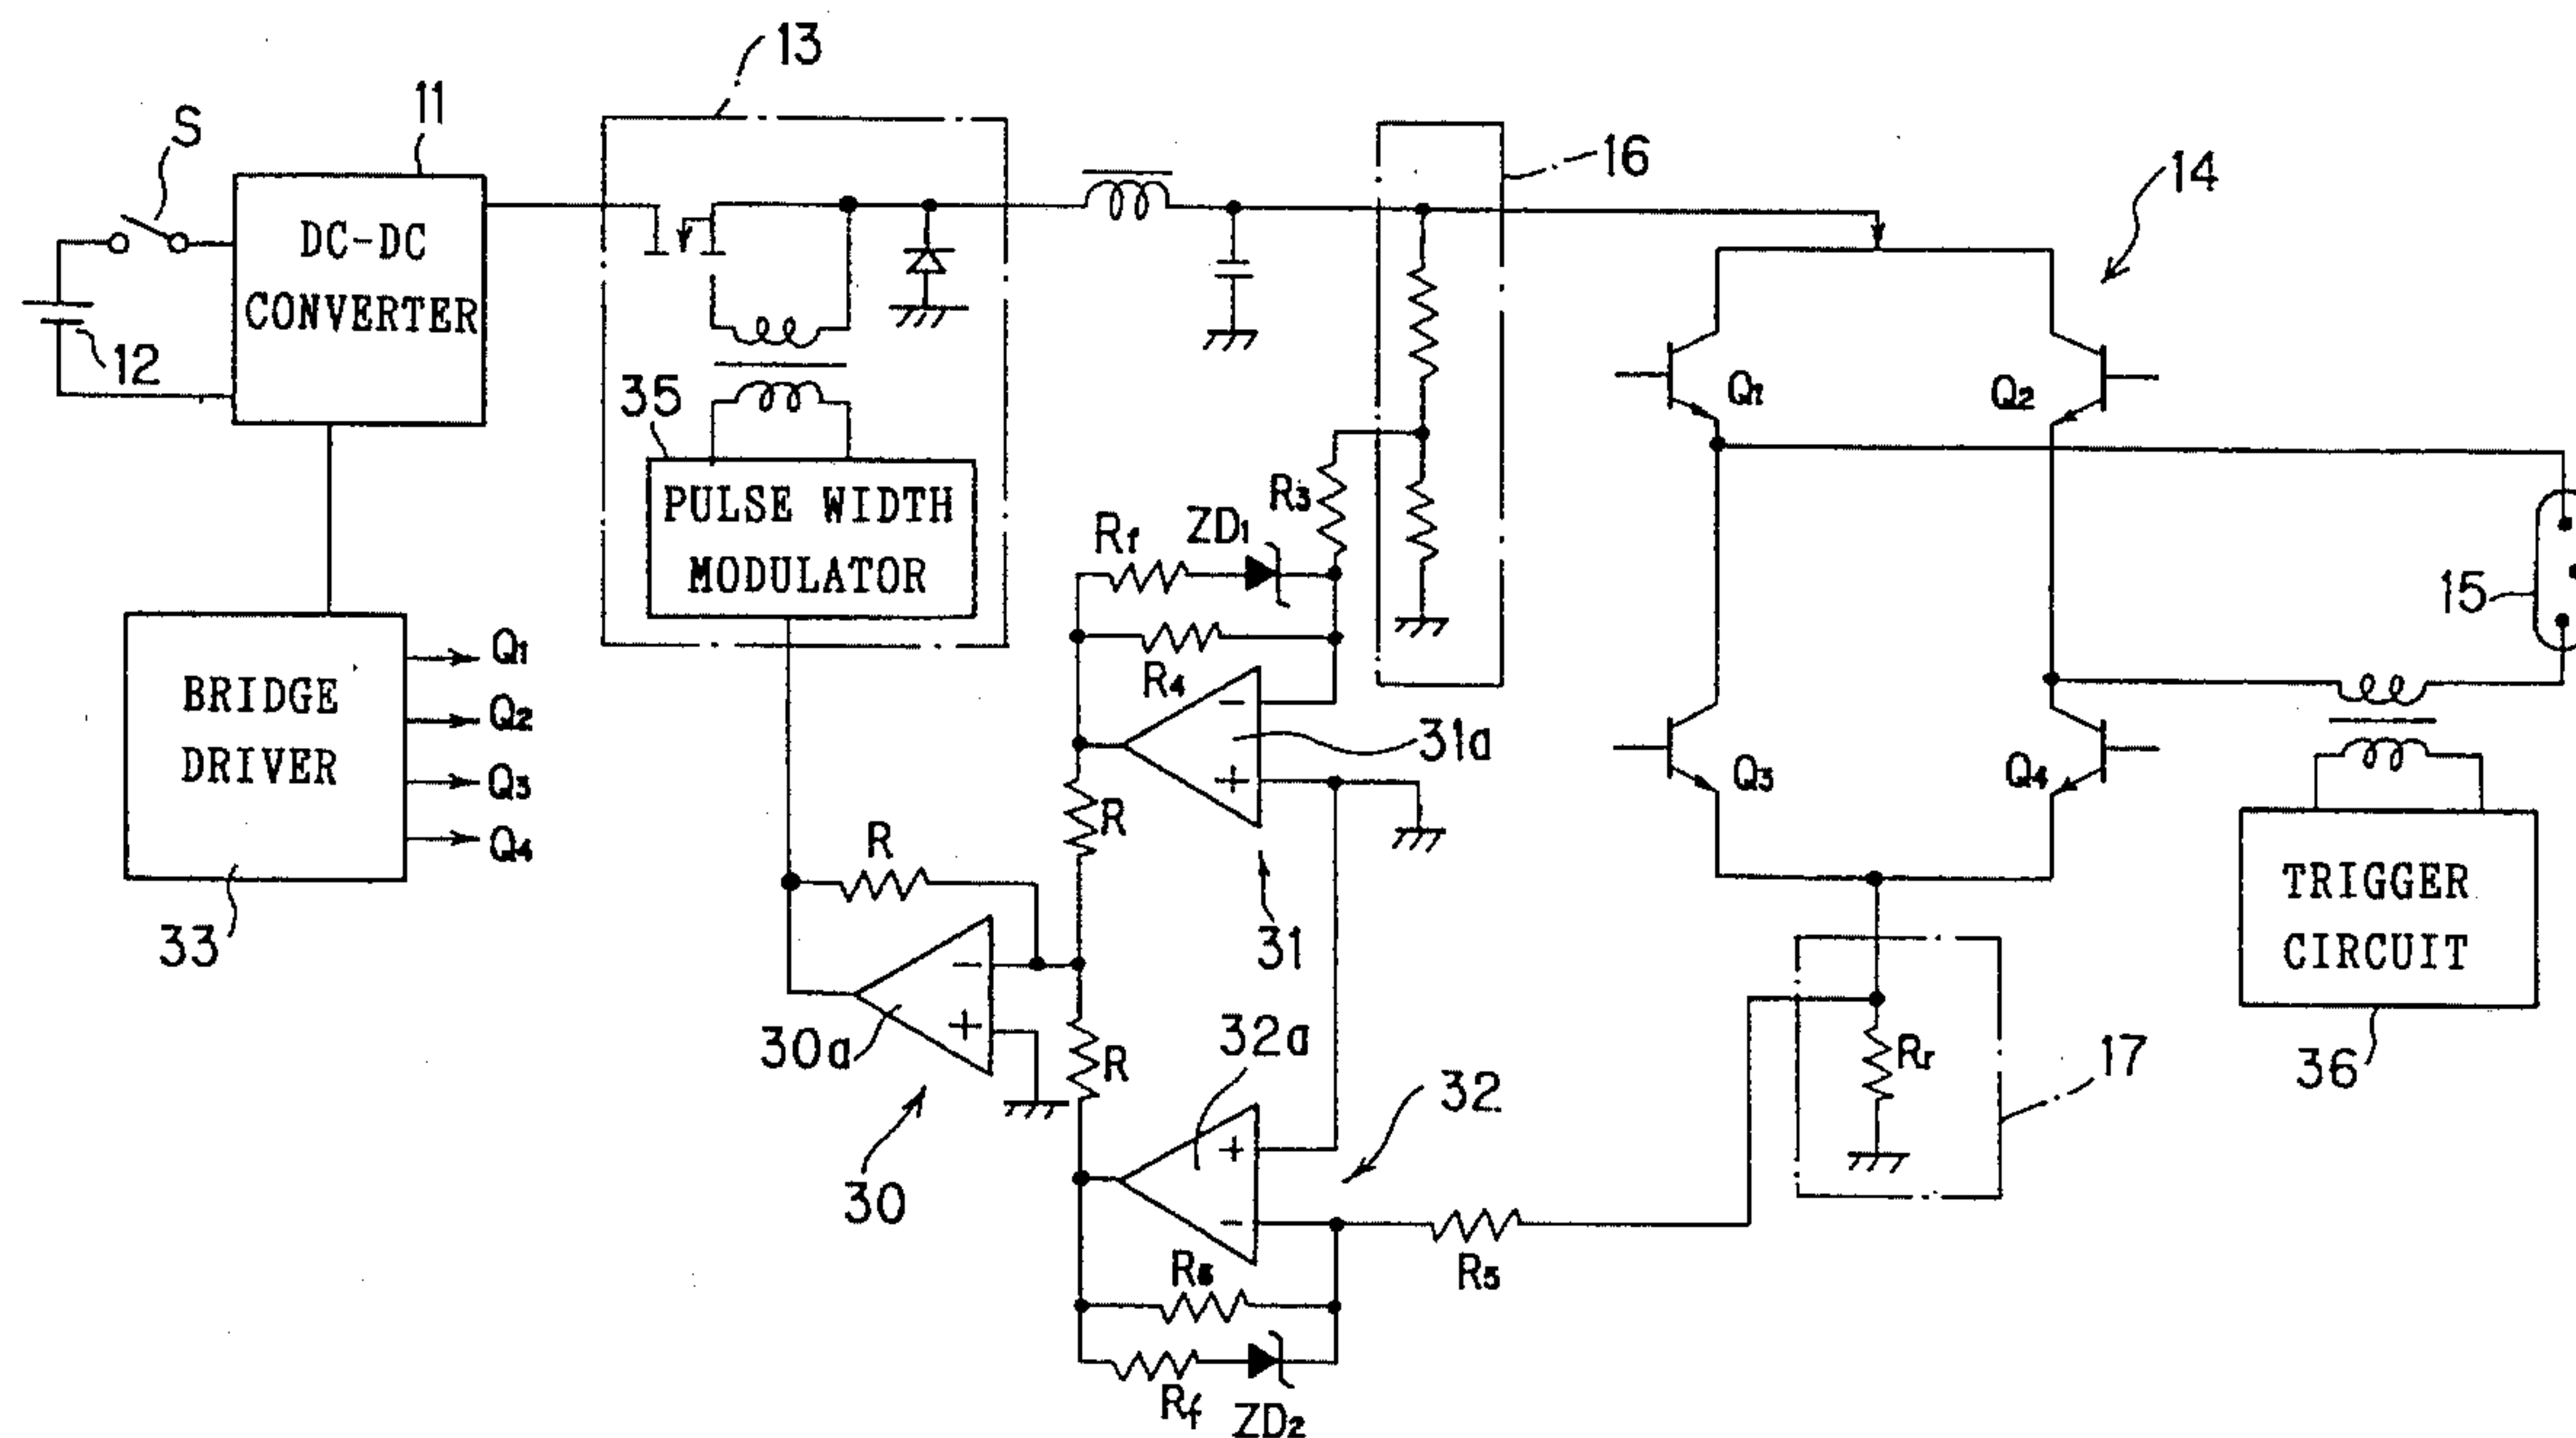 13
11
S
16
14
DC-DC
CONVERTER
12
35
Q1
Q2
R3
PULSE WIDTH
MODULATOR
Rf
ZD1
15
Q1
Q2
Q3
Q4
BRIDGE
DRIVER
R4
31a
Q3
Q4
R
R
TRIGGER
CIRCUIT
33
31
30a
R
32a
32
Rr
17
36
30
R6
R5
Rf
ZD2